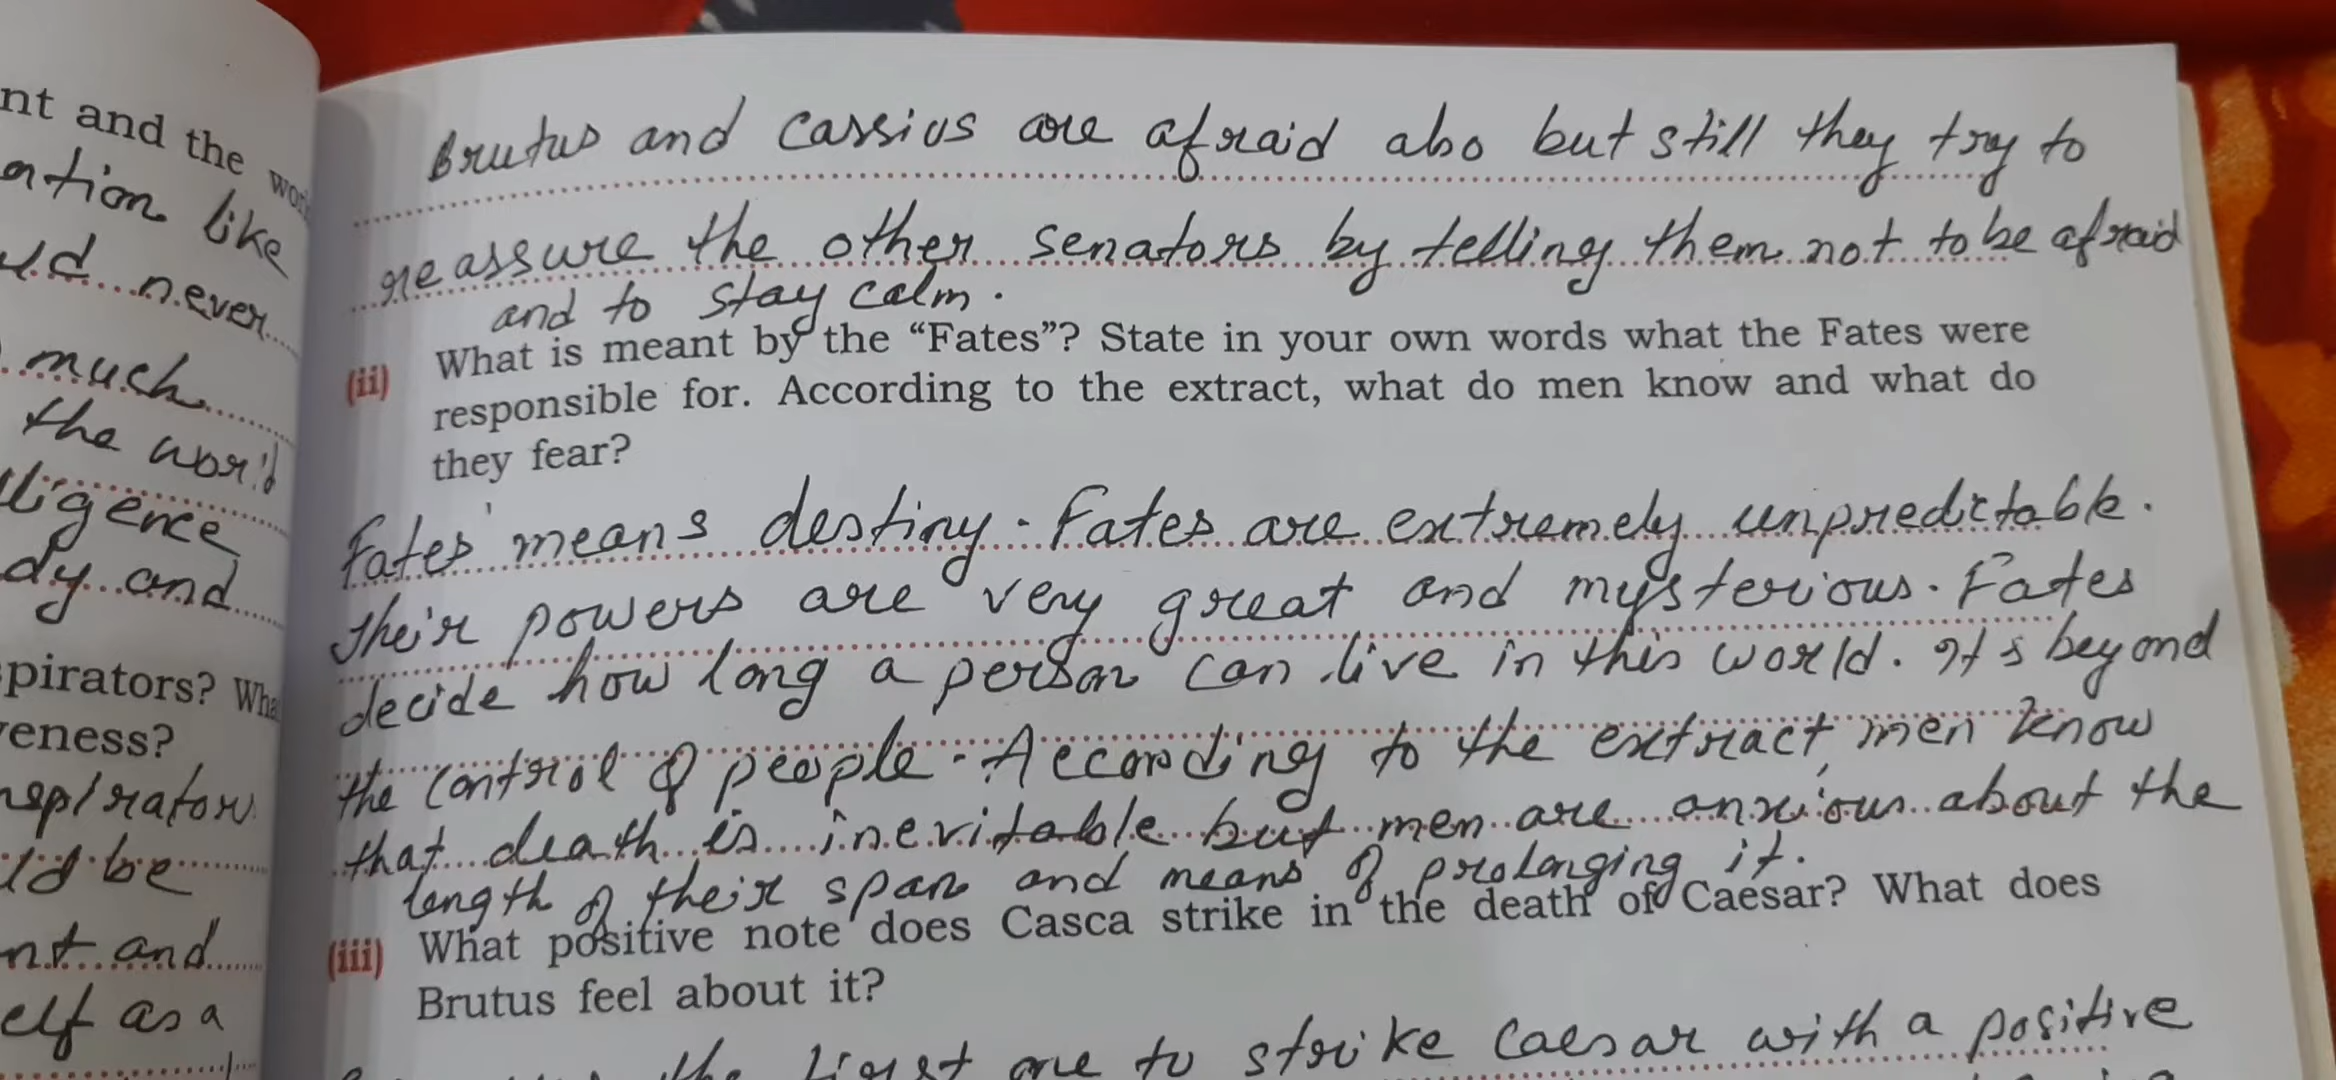 nt and the
ation like
never
much
the
ligence
dy and
pirators?
eness?
ld be
nt and
elf as a
Brutus and Cassius are afraid also but still they try to
reassure the other senators by telling them not to be afraid
and to stay calm.
(ii) What is meant by the “Fates”? State in your own words what the Fates were
responsible for. According to the extract, what do men know and what do
they fear?
Fates' means destiny. Fates are extremely unpredictable.
Their powers are very great and mysterious. Fates
decide how long a person can live in this world. It s beyond
the control of people. According to the extract, men know
that death is inevitable but men are anxious about the
length of their span and means of prolonging it.
(iii) What positive note does Casca strike in the death of Caesar? What does
Brutus feel about it?
the first one to strike Caesar with a positive